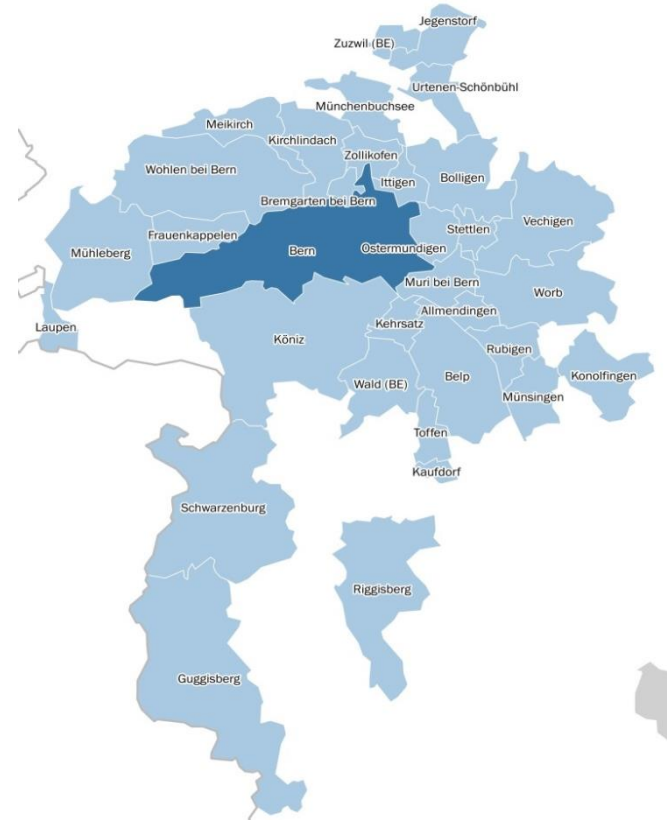 Jegenstorf
Zuzwil (BE)
Urtenen-Schönbühl
Münchenbuchsee
Meikirch
Kirchlindach
Zollikofen
Wohlen bei Bern
Ittigen
Bolligen
Bremgarten bei Bern
Vechigen
Stettlen
Frauenkappelen
Bern
Ostermundigen
Mühleberg
Muri bei Bern
Worb
Allmendingen
Laupen
Kehrsatz
Köniz
Rubigen
Wald (BE)
Belp
Konolfingen
Münsingen
Toffen
Kaufdorf
Schwarzenburg
Riggisberg
Guggisberg